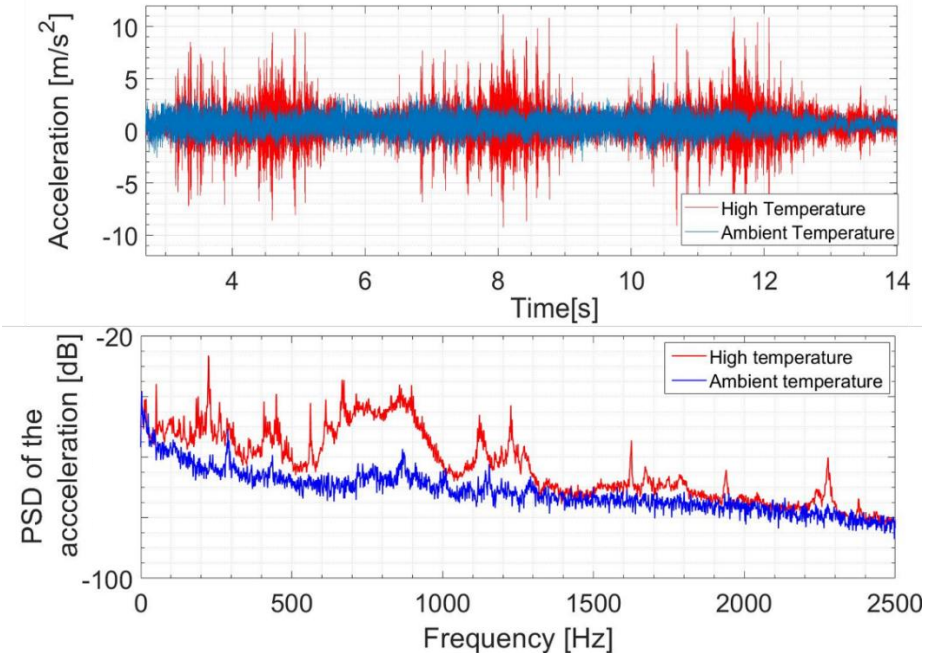 Acceleration [m/s²]
10
5
0
-5
-10
High Temperature
Ambient Temperature
4 6 8 10 12 14
Time[s]
PSD of the
acceleration [dB]
-20
-100
High temperature
Ambient temperature
0 500 1000 1500 2000 2500
Frequency [Hz]